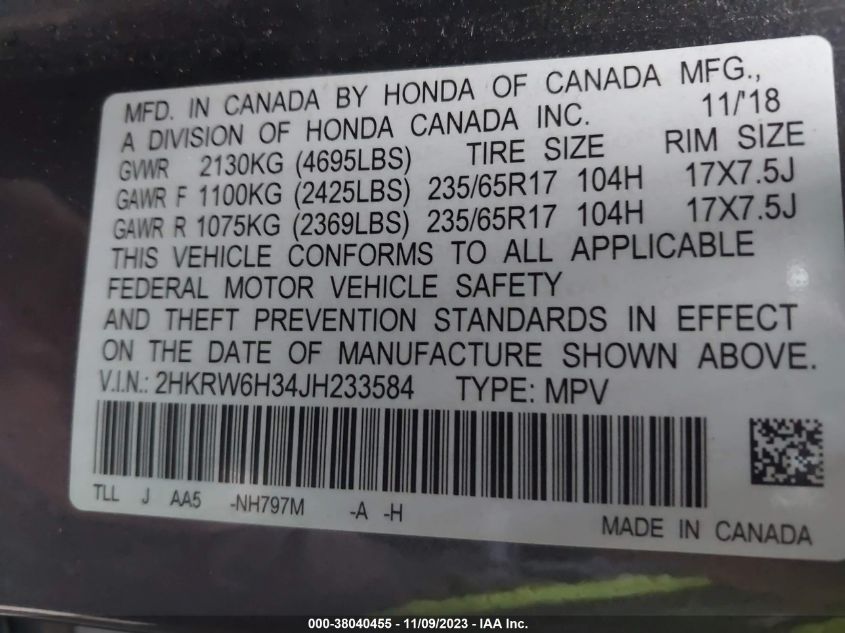 MFD. IN CANADA BY HONDA OF CANADA MFG.,
A DIVISION OF HONDA CANADA INC. 11/'18
GVWR 2130KG (4695LBS) TIRE SIZE RIM SIZE
GAWR F 1100KG (2425LBS) 235/65R17 104H 17X7.5J
GAWR R 1075KG (2369LBS) 235/65R17 104H 17X7.5J
THIS VEHICLE CONFORMS TO ALL APPLICABLE
FEDERAL MOTOR VEHICLE SAFETY
AND THEFT PREVENTION STANDARDS IN EFFECT
ON THE DATE OF MANUFACTURE SHOWN ABOVE.
V.I.N.: 2HKRW6H34JH233584 TYPE: MPV
TLL J AA5 -NH797M -A -H
MADE IN CANADA
000-38040455 - 11/09/2023 - IAA Inc.